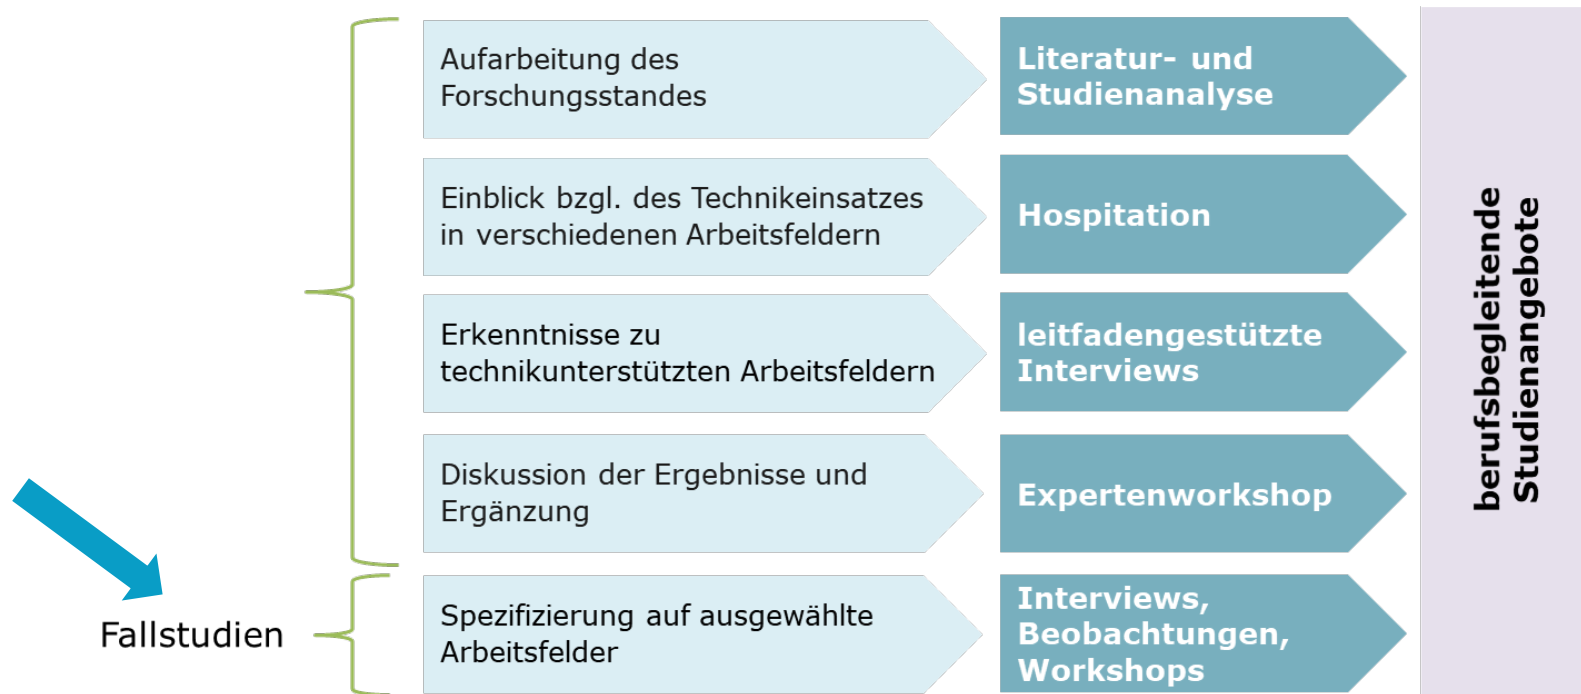 Aufarbeitung des
Forschungsstandes
Literatur- und
Studienanalyse
Einblick bzgl. des Technikeinsatzes
in verschiedenen Arbeitsfeldern
Hospitation
Erkenntnisse zu
technikunterstützten Arbeitsfeldern
leitfadengestützte
Interviews
Diskussion der Ergebnisse und
Ergänzung
Expertenworkshop
Fallstudien
Spezifizierung auf ausgewählte
Arbeitsfelder
Interviews,
Beobachtungen,
Workshops
berufsbegleitende
Studienangebote